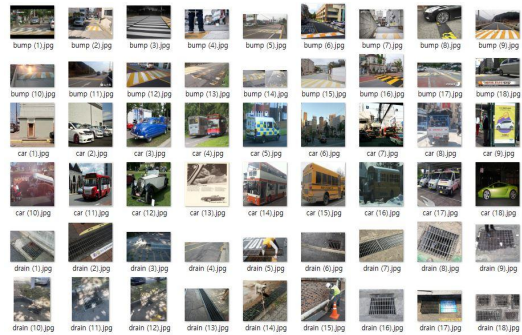 bump (1).jpg bump (2).jpg bump (3).jpg bump (4).jpg bump (5).jpg bump (6).jpg bump (7).jpg bump (8).jpg bump (9).jpg
bump (10).jpg bump (11).jpg bump (12).jpg bump (13).jpg bump (14).jpg bump (15).jpg bump (16).jpg bump (17).jpg bump (18).jpg
car (1).jpg car (2).jpg car (3).jpg car (4).jpg car (5).jpg car (6).jpg car (7).jpg car (8).jpg car (9).jpg
car (10).jpg car (11).jpg car (12).jpg car (13).jpg car (14).jpg car (15).jpg car (16).jpg car (17).jpg car (18).jpg
drain (1).jpg drain (2).jpg drain (3).jpg drain (4).jpg drain (5).jpg drain (6).jpg drain (7).jpg drain (8).jpg drain (9).jpg
drain (10).jpg drain (11).jpg drain (12).jpg drain (13).jpg drain (14).jpg drain (15).jpg drain (16).jpg drain (17).jpg drain (18).jpg